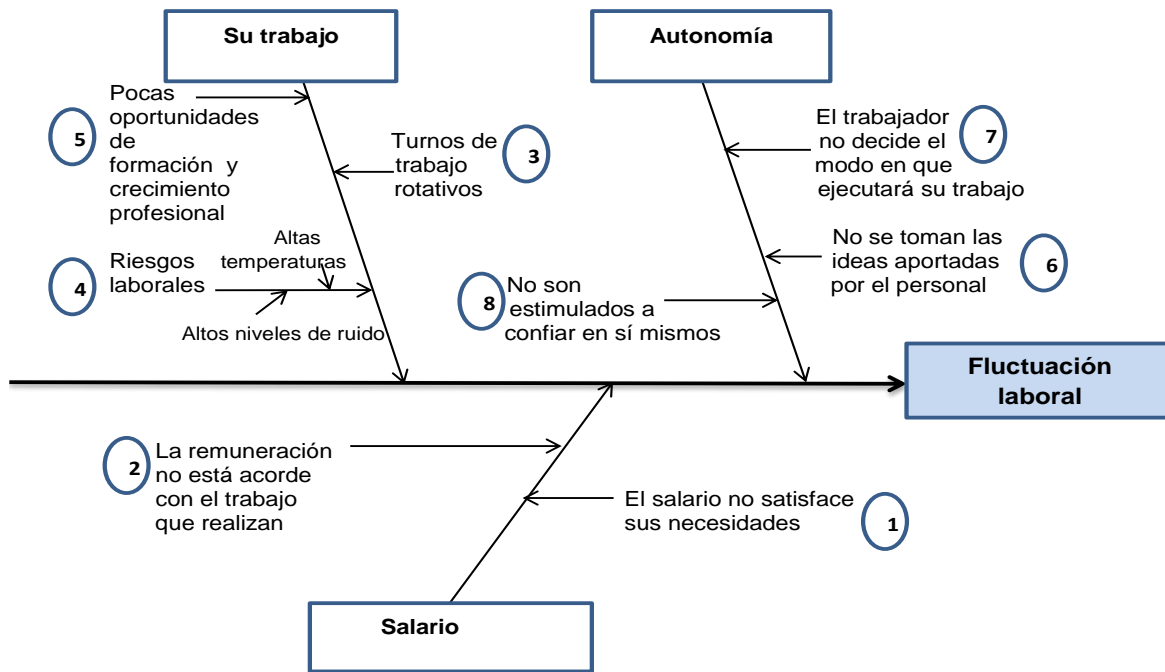 Su trabajo
Autonomía
Pocas
oportunidades
de
formación y
crecimiento
profesional
5
Turnos de
trabajo
rotativos
3
El trabajador
no decide el
modo en que
ejecutará su trabajo
7
Riesgos
laborales
4
Altas
temperaturas
Altos niveles de ruido
No se toman las
ideas aportadas
por el personal
6
8
No son
estimulados a
confiar en sí mismos
Fluctuación
laboral
2
La remuneración
no está acorde
con el trabajo
que realizan
El salario no satisface
sus necesidades
1
Salario